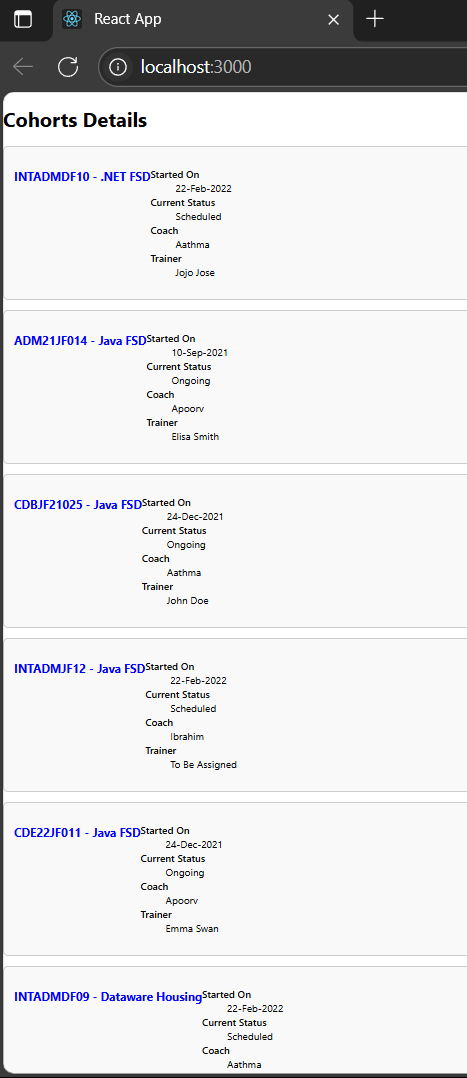 React App
localhost:3000
Cohorts Details
INTADMDF10 - .NET FSD
Started On
22-Feb-2022
Current Status
Scheduled
Coach
Aathma
Trainer
Jojo Jose
ADM21JF014 - Java FSD
Started On
10-Sep-2021
Current Status
Ongoing
Coach
Apoorv
Trainer
Elisa Smith
CDBJF21025 - Java FSD
Started On
24-Dec-2021
Current Status
Ongoing
Coach
Aathma
Trainer
John Doe
INTADMJF12 - Java FSD
Started On
22-Feb-2022
Current Status
Scheduled
Coach
Ibrahim
Trainer
To Be Assigned
CDE22JF011 - Java FSD
Started On
24-Dec-2021
Current Status
Ongoing
Coach
Apoorv
Trainer
Emma Swan
INTADMDF09 - Dataware Housing
Started On
22-Feb-2022
Current Status
Scheduled
Coach
Aathma